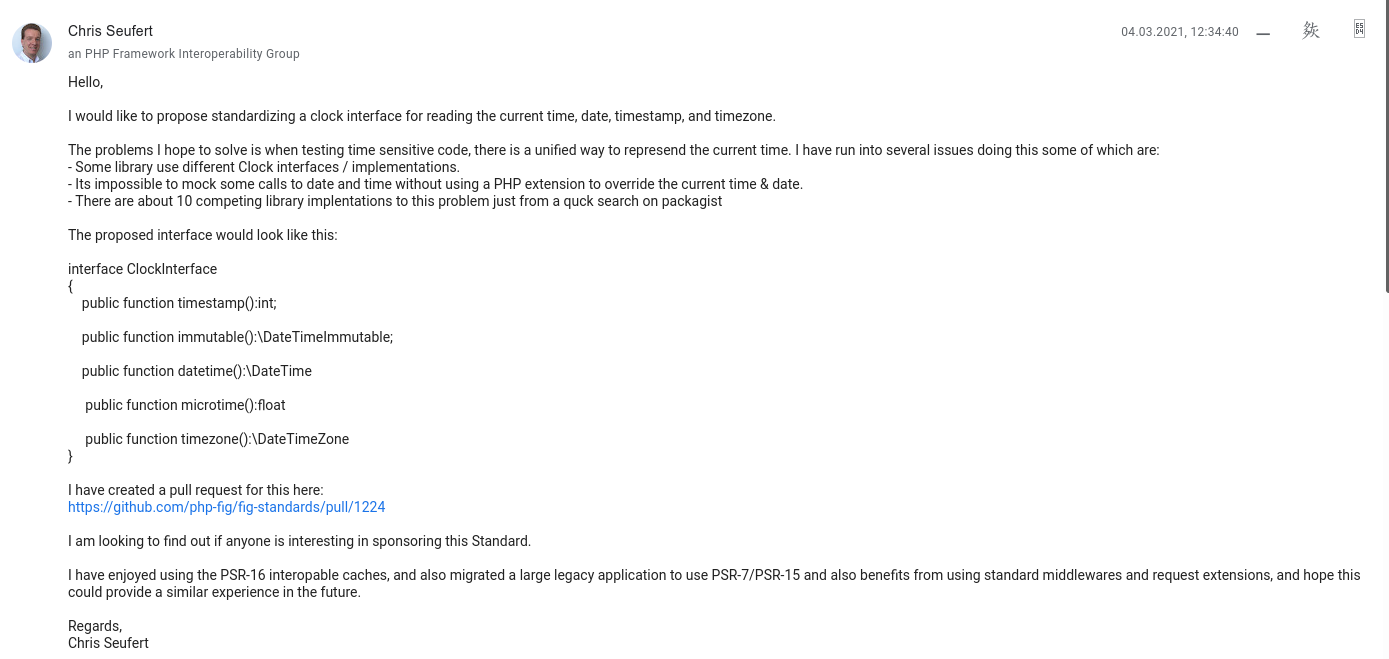 Chris Seufert
04.03.2021, 12:34:40
an PHP Framework Interoperability Group
Hello,
I would like to propose standardizing a clock interface for reading the current time, date, timestamp, and timezone.
The problems I hope to solve is when testing time sensitive code, there is a unified way to represend the current time. I have run into several issues doing this some of which are:
- Some library use different Clock interfaces / implementations.
- Its impossible to mock some calls to date and time without using a PHP extension to override the current time & date.
- There are about 10 competing library implentations to this problem just from a quck search on packagist
The proposed interface would look like this:
interface ClockInterface
{
public function timestamp():int;
public function immutable():\DateTimeImmutable;
public function datetime():\DateTime
public function microtime():float
public function timezone():\DateTimeZone
}
I have created a pull request for this here:
https://github.com/php-fig/fig-standards/pull/1224
I am looking to find out if anyone is interesting in sponsoring this Standard.
I have enjoyed using the PSR-16 interopable caches, and also migrated a large legacy application to use PSR-7/PSR-15 and also benefits from using standard middlewares and request extensions, and hope this
could provide a similar experience in the future.
Regards,
Chris Seufert